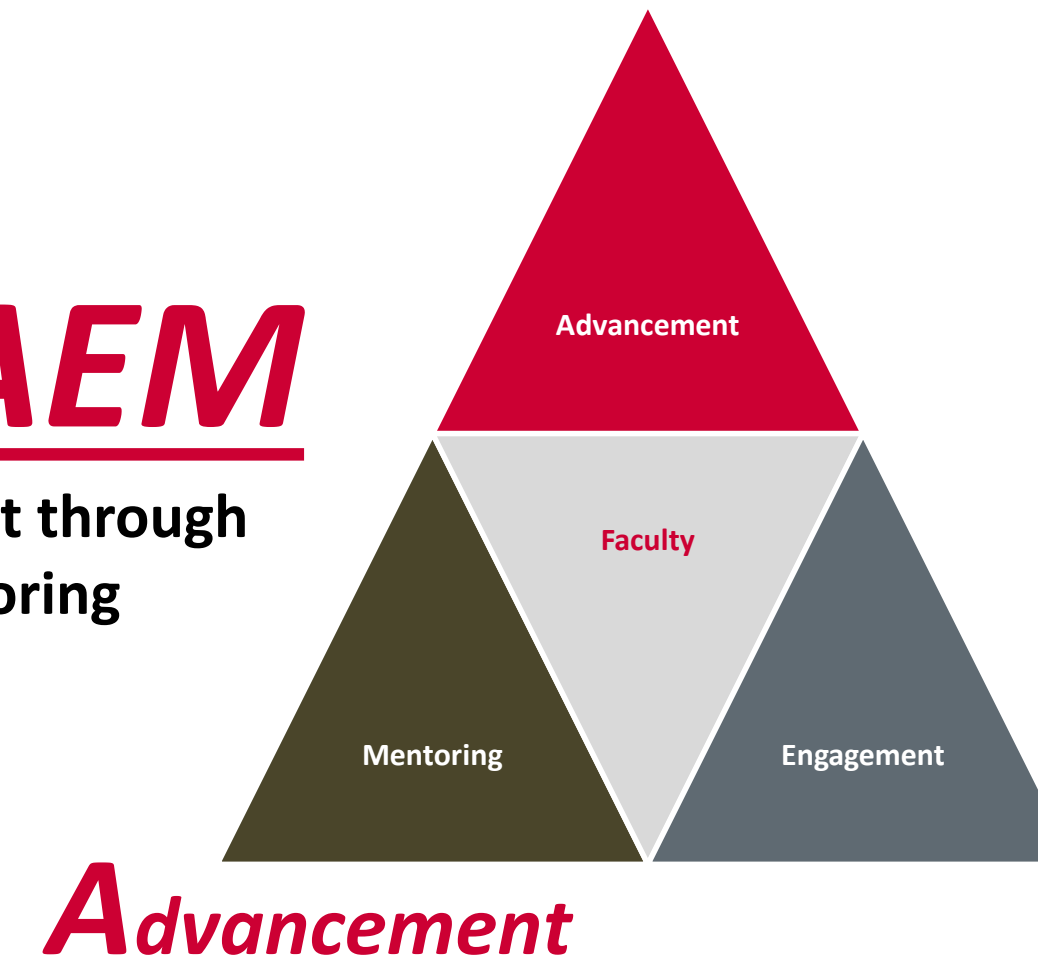 Advancement
AEM
t through
Faculty
oring
Mentoring
Engagement
Advancement